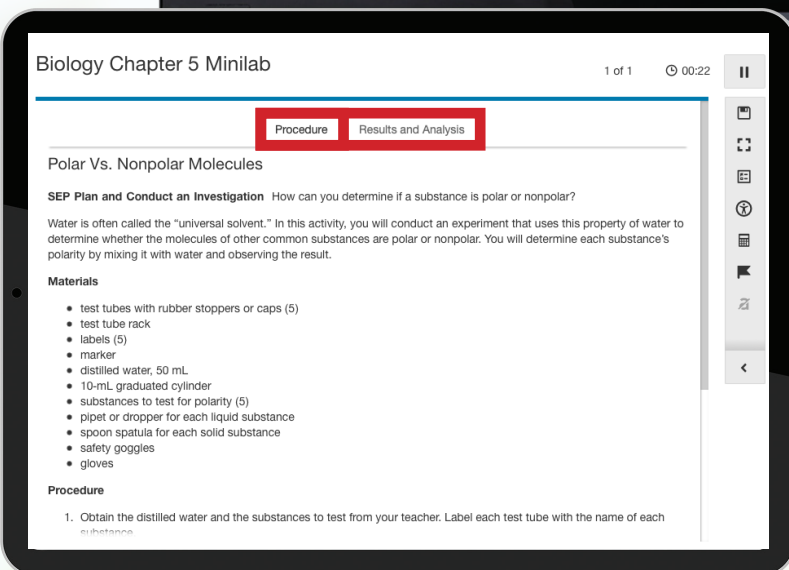 Biology Chapter 5 Minilab
1 of 1
00:22
Procedure
Results and Analysis
Polar Vs. Nonpolar Molecules
SEP Plan and Conduct an Investigation How can you determine if a substance is polar or nonpolar?
Water is often called the “universal solvent.” In this activity, you will conduct an experiment that uses this property of water to
determine whether the molecules of other common substances are polar or nonpolar. You will determine each substance’s
polarity by mixing it with water and observing the result.
Materials
• test tubes with rubber stoppers or caps (5)
• test tube rack
• labels (5)
• marker
• distilled water, 50 mL
• 10-mL graduated cylinder
• substances to test for polarity (5)
• pipet or dropper for each liquid substance
• spoon spatula for each solid substance
• safety goggles
• gloves
Procedure
1. Obtain the distilled water and the substances to test from your teacher. Label each test tube with the name of each
substance